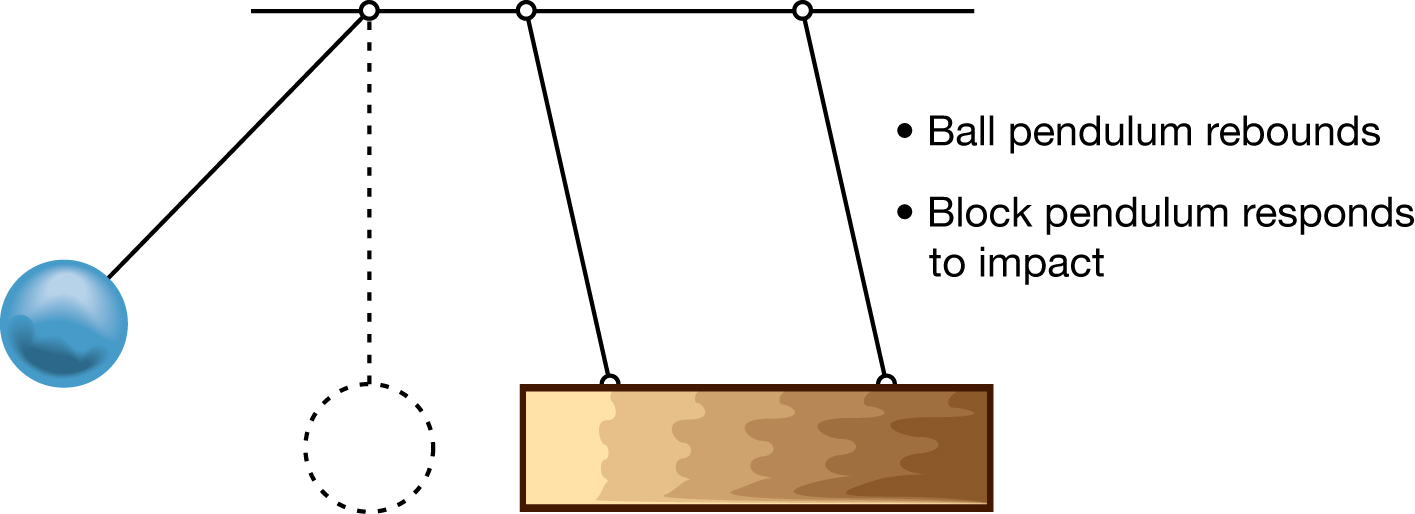 • Ball pendulum rebounds
• Block pendulum responds
to impact